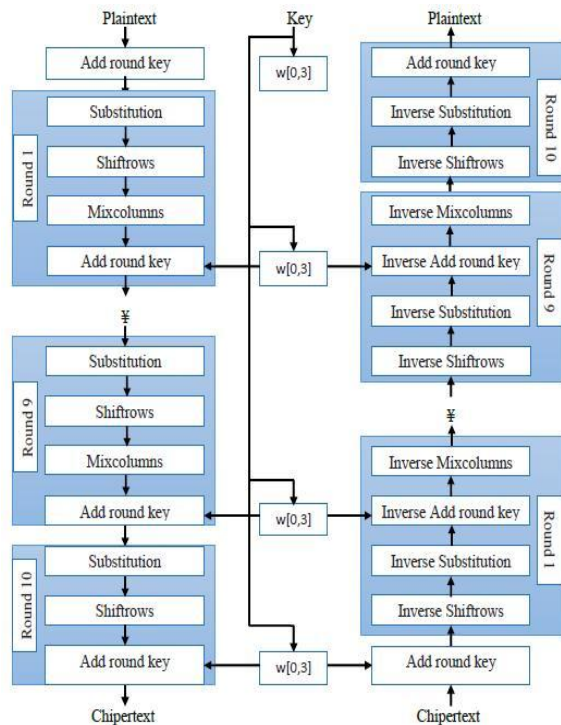 Plaintext
Add round key
Round 1
Substitution
Shiftrows
Mixcolumns
Add round key
¥
Round 9
Substitution
Shiftrows
Mixcolumns
Add round key
Round 10
Substitution
Shiftrows
Add round key
Chipertext
Key
w[0,3]
w[0,3]
w[0,3]
w[0,3]
Plaintext
Add round key
Inverse Substitution
Inverse Shiftrows
Round 10
Inverse Mixcolumns
Inverse Add round key
Inverse Substitution
Inverse Shiftrows
Round 9
¥
Inverse Mixcolumns
Inverse Add round key
Inverse Substitution
Inverse Shiftrows
Round 1
Add round key
Chipertext